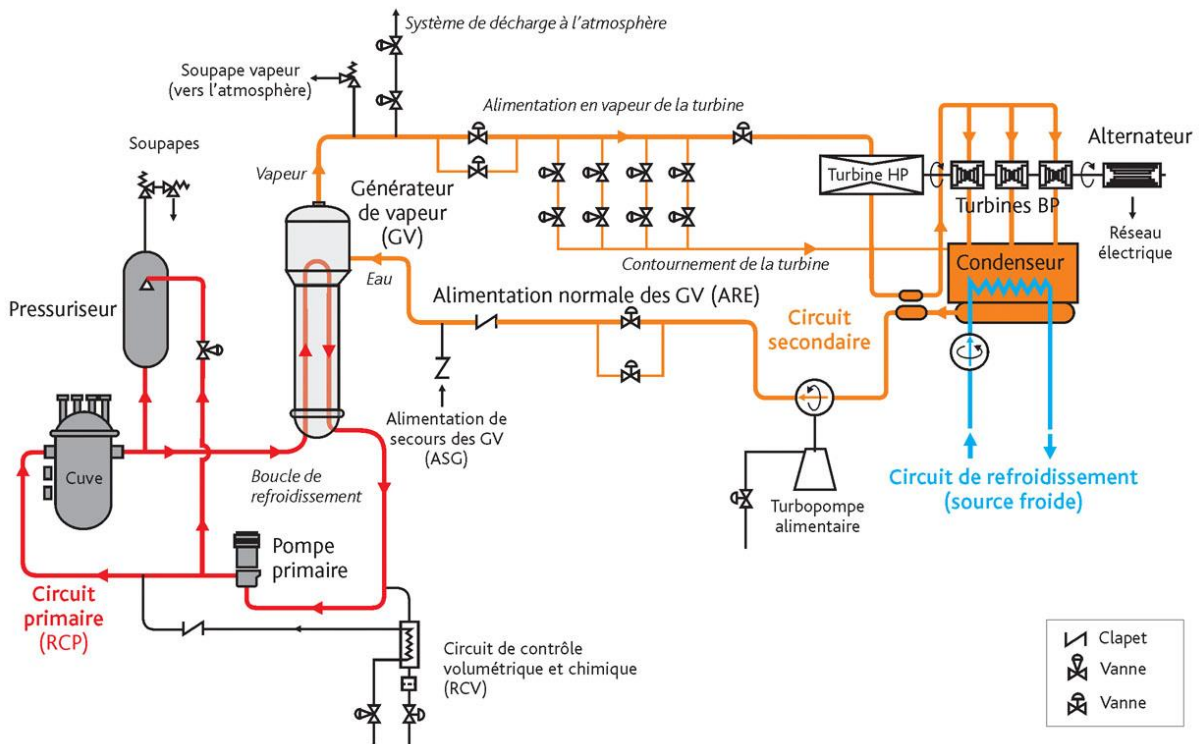 Système de décharge à l'atmosphère
Soupape vapeur
(vers l'atmosphère)
Alimentation en vapeur de la turbine
Soupapes
Alternateur
Vapeur
Générateur
de vapeur
(GV)
Turbine HP
Turbines BP
Réseau
électrique
Eau
Contournement de la turbine
Condenseur
Pressuriseur
Alimentation normale des GV (ARE)
Circuit
secondaire
Alimentation de
secours des GV
(ASG)
Cuve
Boucle de
refroidissement
Turbopompe
alimentaire
Circuit de refroidissement
(source froide)
Pompe
primaire
Circuit
primaire
(RCP)
Circuit de contrôle
volumétrique et chimique
(RCV)
Clapet
Vanne
Vanne